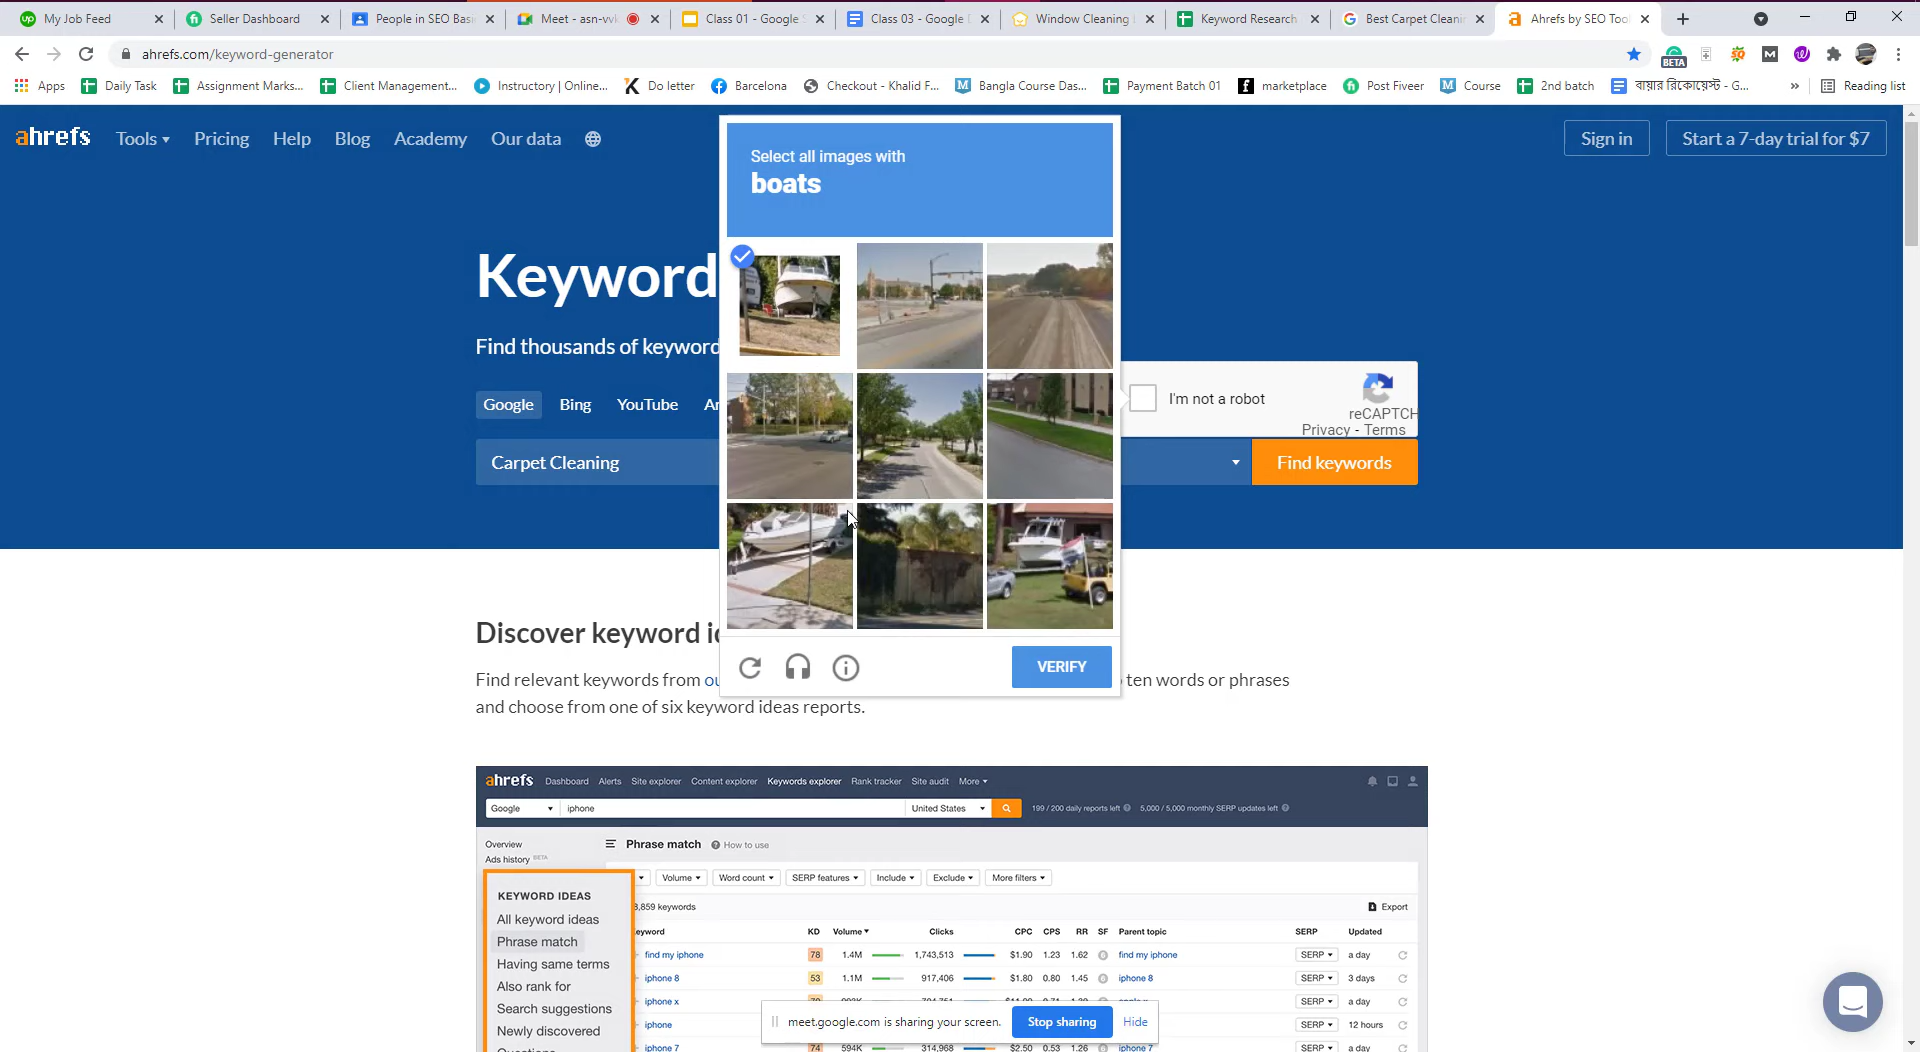 My Job Feed
Seller Dashboard
People in SEO Basi
Meet - asn-vvk
Class 01 - Google S
Class 03 - Google D
Window Cleaning
Keyword Research
Best Carpet Cleani
Ahrefs by SEO Tool
ahrefs.com/keyword-generator
BETA
Apps
Daily Task
Assignment Marks...
Client Management...
Instructory | Online...
Do letter
Barcelona
Checkout - Khalid F...
Bangla Course Das...
Payment Batch 01
marketplace
Post Fiveer
Course
2nd batch
বায়ার রিকোয়েস্ট - G...
»
Reading list
ahrefs
Tools
Pricing
Help
Blog
Academy
Our data
Sign in
Start a 7-day trial for $7
Select all images with
boats
Keyword
Find thousands of keyword
Google
Bing
YouTube
Carpet Cleaning
I'm not a robot
reCAPTCH
Privacy - Terms
Find keywords
VERIFY
Discover keyword i
Find relevant keywords from ou
ten words or phrases
and choose from one of six keyword ideas reports.
ahrefs
Dashboard
Alerts
Site explorer
Content explorer
Keywords explorer
Rank tracker
Site audit
More
Google
iphone
United States
199 / 200 daily reports left
5,000 / 5,000 monthly SERP updates left
Overview
Ads history BETA
Phrase match
How to use
Volume
Word count
SERP features
Include
Exclude
More filters
KEYWORD IDEAS
All keyword ideas
Phrase match
Having same terms
Also rank for
Search suggestions
Newly discovered
3,859 keywords
Export
eyword KD Volume Clicks CPC CPS RR SF Parent topic SERP Updated
find my iphone 78 1.4M 1,743,513 $1.90 1.23 1.62 find my iphone SERP a day
iphone 8 53 1.1M 917,406 $1.80 0.80 1.45 iphone 8 SERP 3 days
iphone x SERP a day
iphone SERP 12 hours
iphone 7 74 594K 314,968 $2.50 0.53 1.26 iphone 7 SERP a day
meet.google.com is sharing your screen.
Stop sharing
Hide